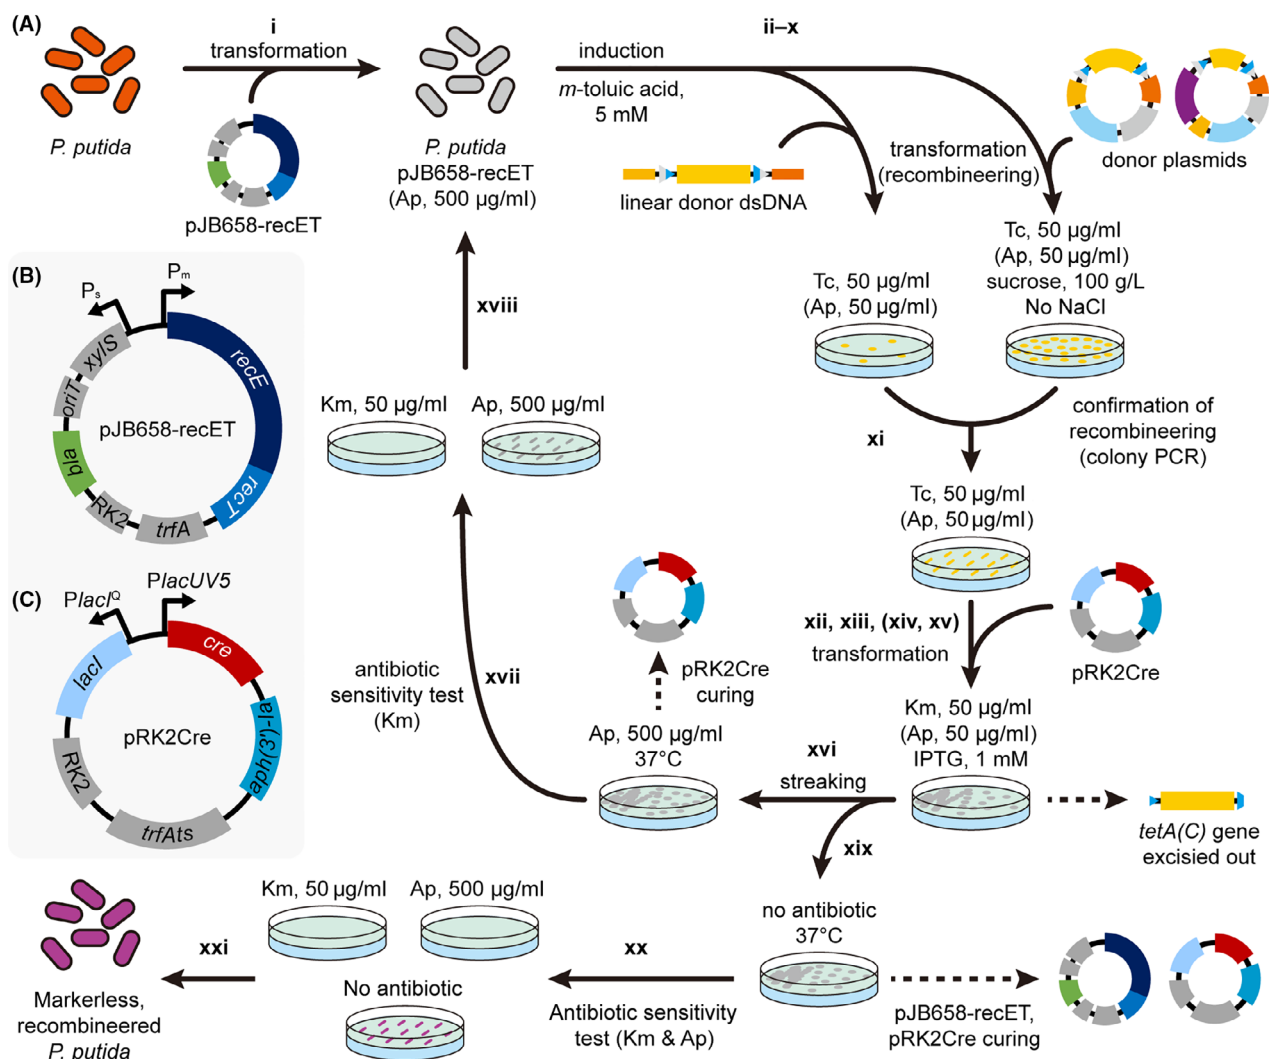 (A)
i
transformation
P. putida
pJB658-recET
P. putida
pJB658-recET
(Ap, 500 µg/ml)
ii–x
induction
m-toluic acid,
5 mM
linear donor dsDNA
transformation
(recombineering)
donor plasmids
Tc, 50 µg/ml
(Ap, 50 µg/ml)
Tc, 50 µg/ml
(Ap, 50 µg/ml)
sucrose, 100 g/L
No NaCl
xi
confirmation of
recombineering
(colony PCR)
Tc, 50 µg/ml
(Ap, 50µg/ml)
xii, xiii, (xiv, xv)
transformation
pRK2Cre
Km, 50 µg/ml
(Ap, 50 µg/ml)
IPTG, 1 mM
tetA(C) gene
excisied out
xvi
streaking
Ap, 500 µg/ml
37°C
pRK2Cre
curing
xvii
antibiotic
sensitivity test
(Km)
Km, 50 µg/ml
Ap, 500 µg/ml
xviii
xix
no antibiotic
37°C
pJB658-recET,
pRK2Cre curing
xx
Antibiotic sensitivity
test (Km & Ap)
Km, 50 µg/ml
Ap, 500 µg/ml
No antibiotic
xxi
Markerless,
recombineered
P. putida
(B)
Ps
Pm
xylS
recE
oriT
pJB658-recET
bla
RK2
trfA
recT
(C)
PlacIQ
PlacUV5
lacI
cre
pRK2Cre
aph(3')-Ia
RK2
trfAts